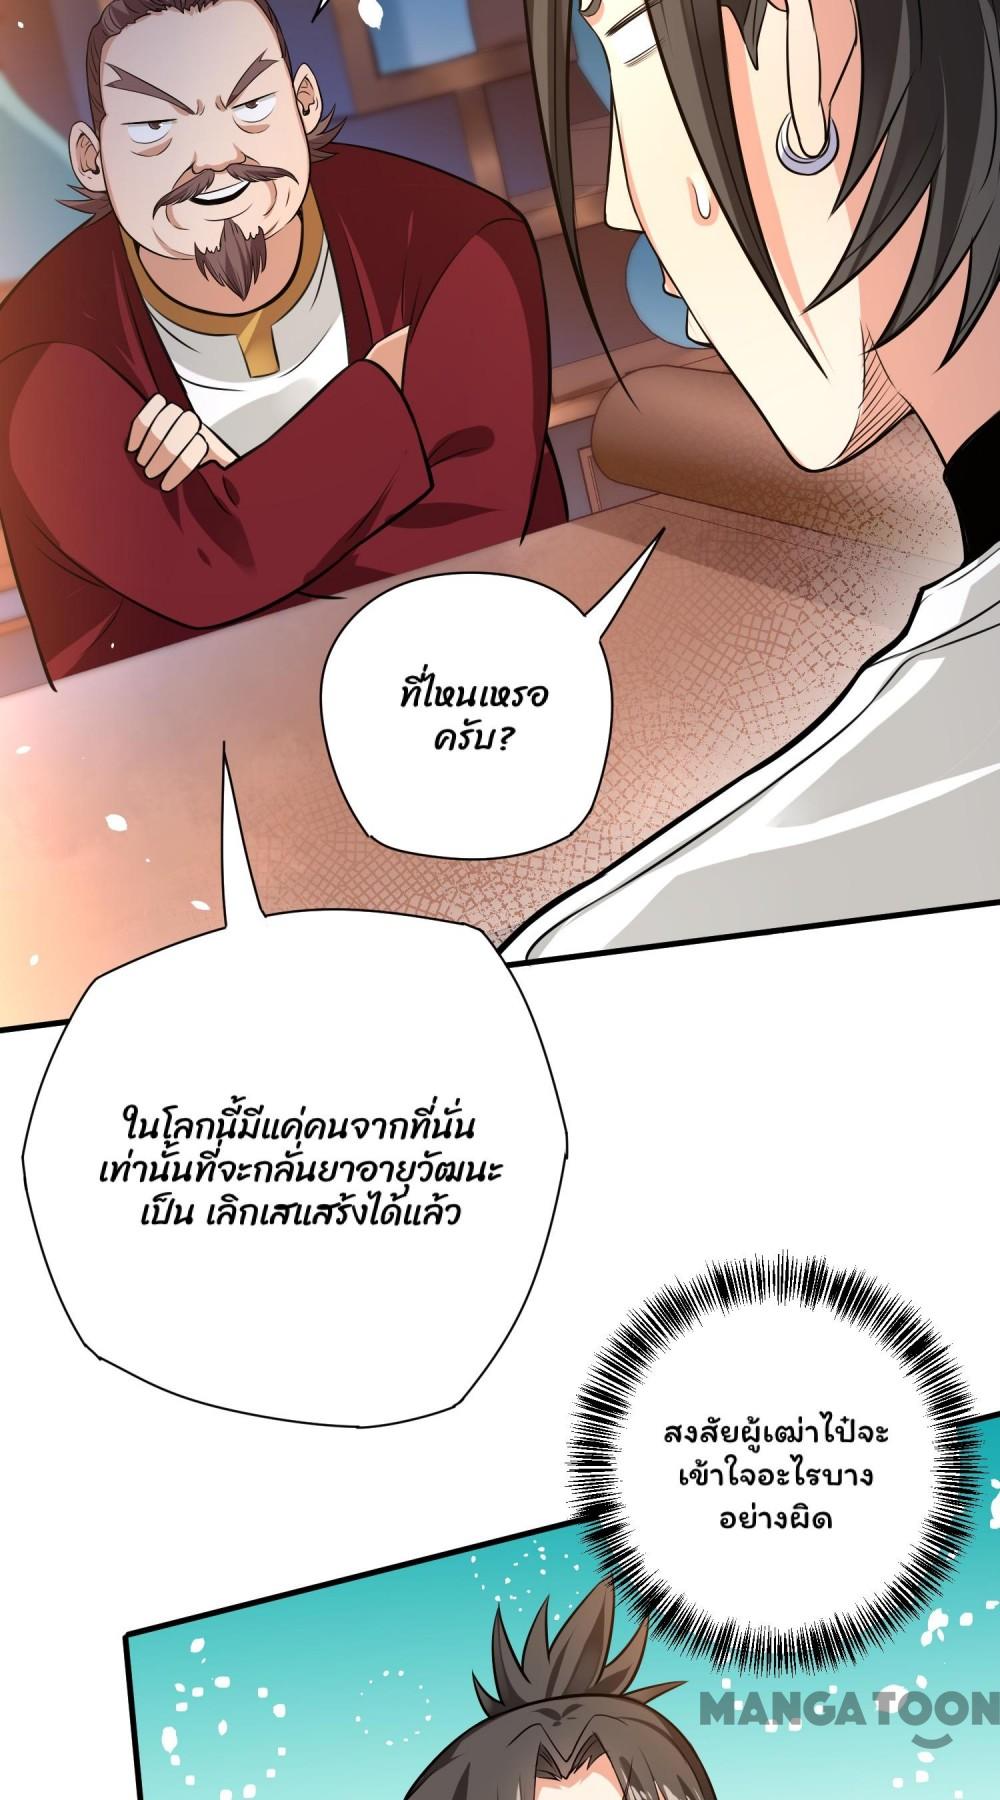 ที่ไหนเหรอ
ครับ?
ในโลกนี้มีแค่คนจากที่นั่น
เท่านั้นที่จะกลั่นยาอายุวัฒนะ
เป็น เลิกเสแสร้งได้แล้ว
สงสัยผู้เฒ่าไป๋จะ
เข้าใจอะไรบาง
อย่างผิด
MANGATOON